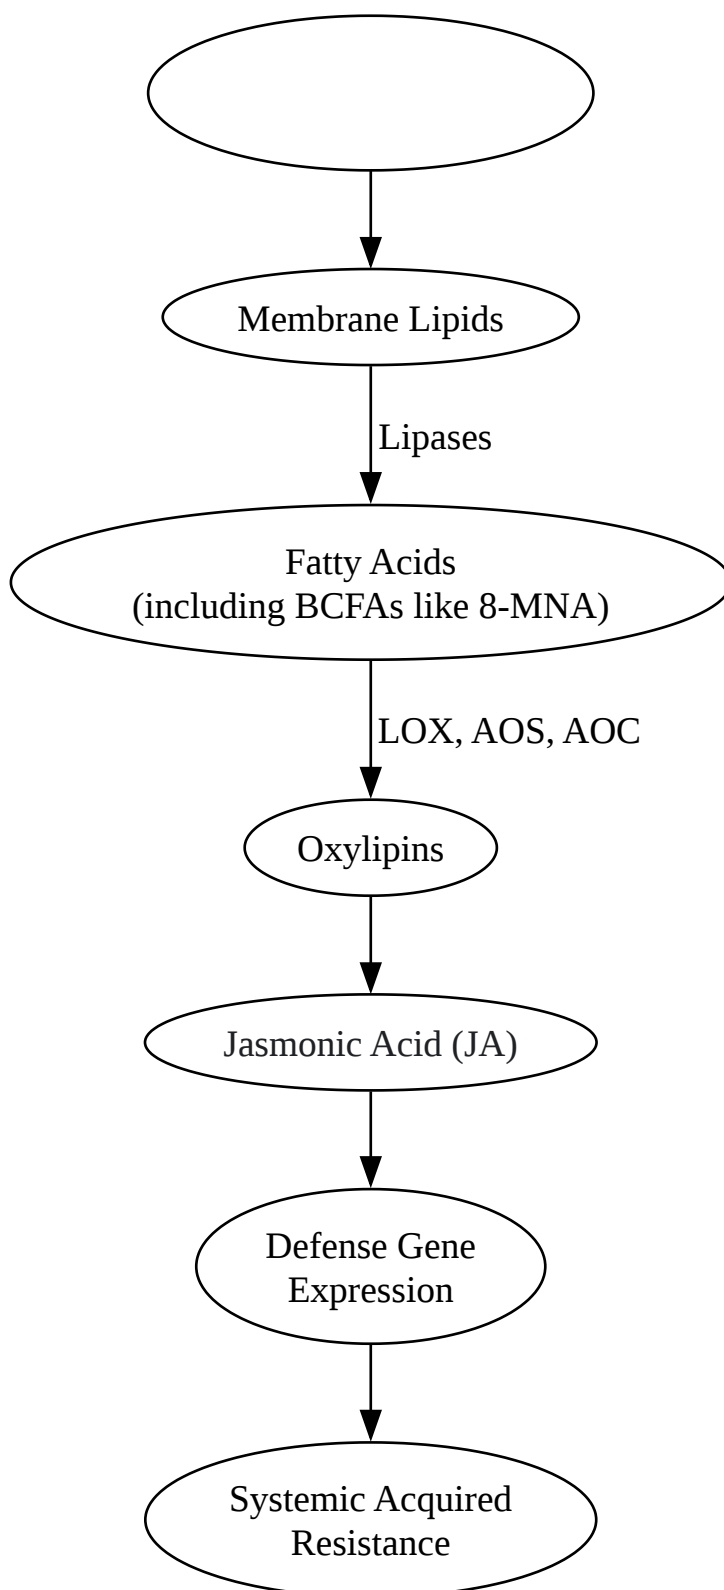 Membrane Lipids
Lipases
Fatty Acids
(including BCFAs like 8-MNA)
LOX, AOS, AOC
Oxylipins
Jasmonic Acid (JA)
Defense Gene
Expression
Systemic Acquired
Resistance